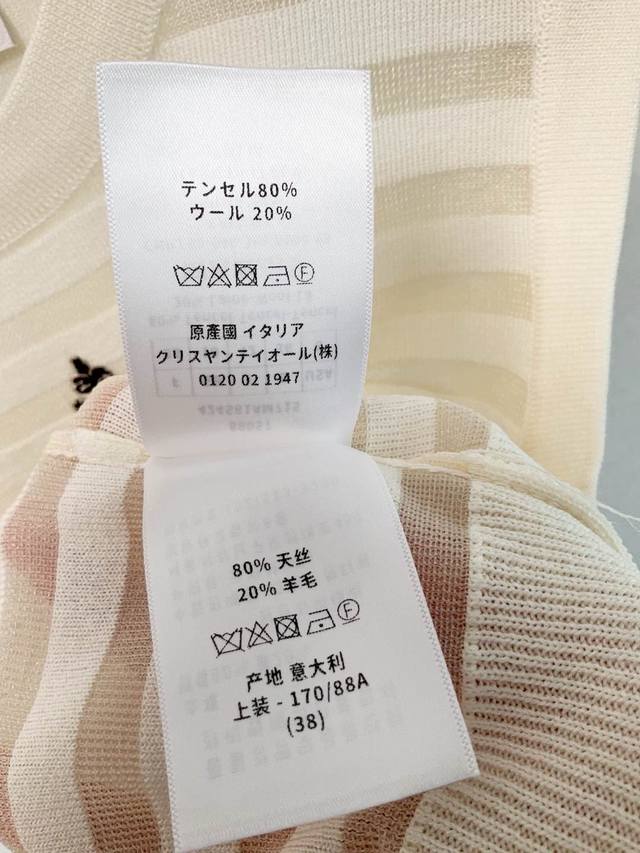 テンセル80%
ウール 20%
原産國 イタリア
クリスヤンテイオール(株)
0120 02 1947
80% 天丝
20% 羊毛
产地 意大利
上装 - 170/88A
(38)